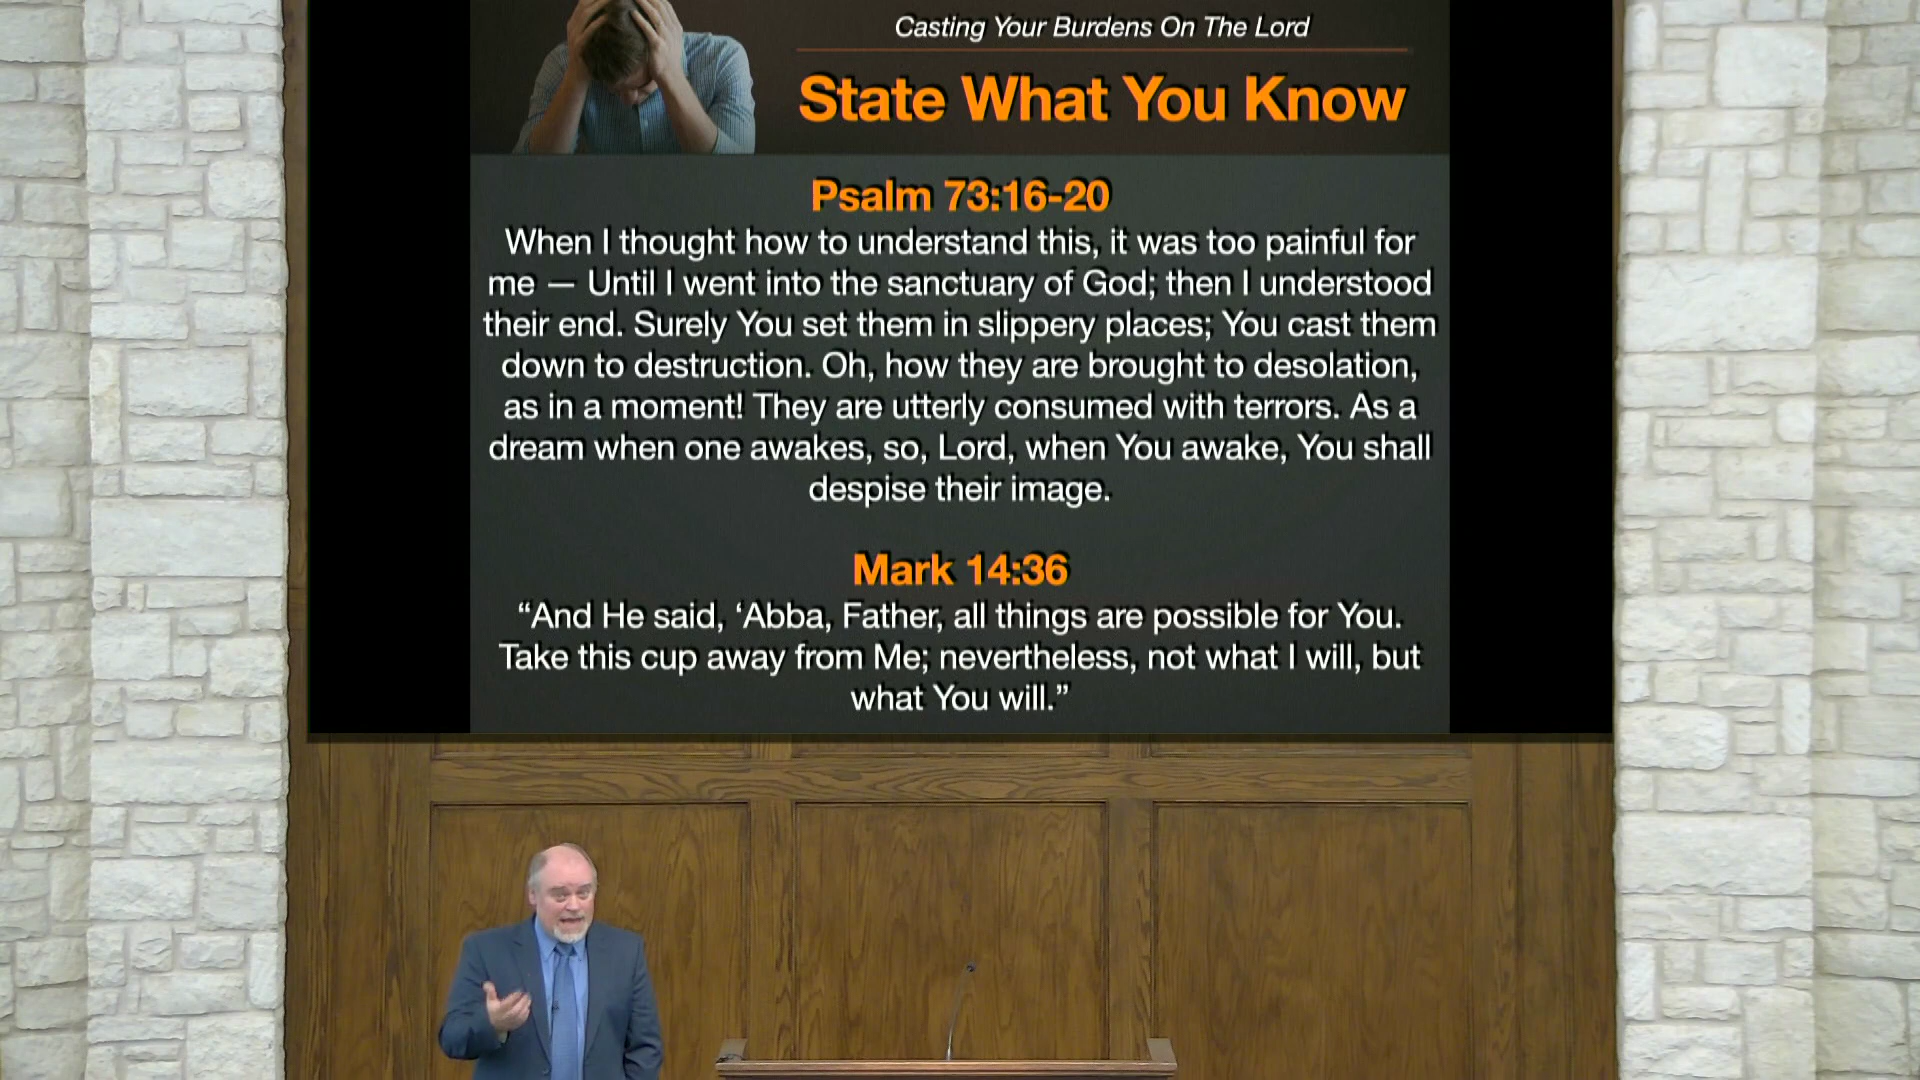 Casting Your Burdens On The Lord
State What You Know
Psalm 73:16-20
When I thought how to understand this, it was too painful for
me — Until I went into the sanctuary of God; then I understood
their end. Surely You set them in slippery places; You cast them
down to destruction. Oh, how they are brought to desolation,
as in a moment! They are utterly consumed with terrors. As a
dream when one awakes, so, Lord, when You awake, You shall
despise their image.
Mark 14:36
“And He said, ‘Abba, Father, all things are possible for You.
Take this cup away from Me; nevertheless, not what I will, but
what You will.”